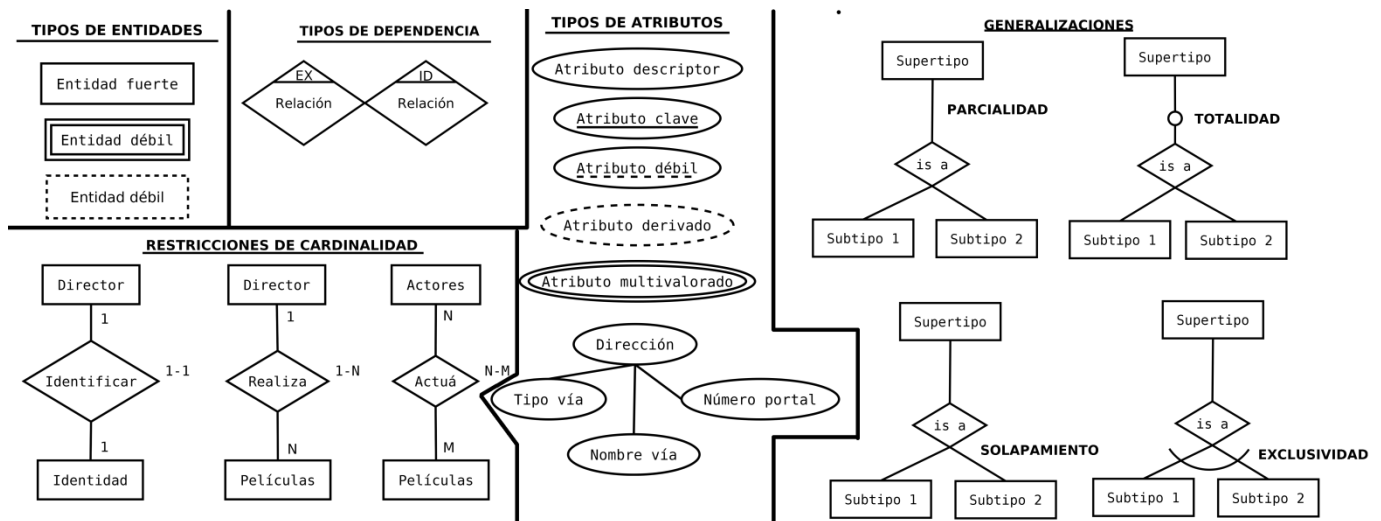 TIPOS DE ENTIDADES
Entidad fuerte
Entidad débil
Entidad débil
TIPOS DE DEPENDENCIA
EX
ID
Relación
Relación
TIPOS DE ATRIBUTOS
Atributo descriptor
Atributo clave
Atributo débil
Atributo derivado
Atributo multivalorado
Dirección
Tipo vía
Número portal
Nombre vía
RESTRICCIONES DE CARDINALIDAD
Director
1
Identificar
1-1
1
Identidad
Director
1
Realiza
1-N
N
Películas
Actores
N
Actuá
N-M
M
Películas
GENERALIZACIONES
Supertipo
PARCIALIDAD
is a
Subtipo 1
Subtipo 2
Supertipo
TOTALIDAD
is a
Subtipo 1
Subtipo 2
Supertipo
is a
SOLAPAMIENTO
Subtipo 1
Subtipo 2
Supertipo
is a
EXCLUSIVIDAD
Subtipo 1
Subtipo 2